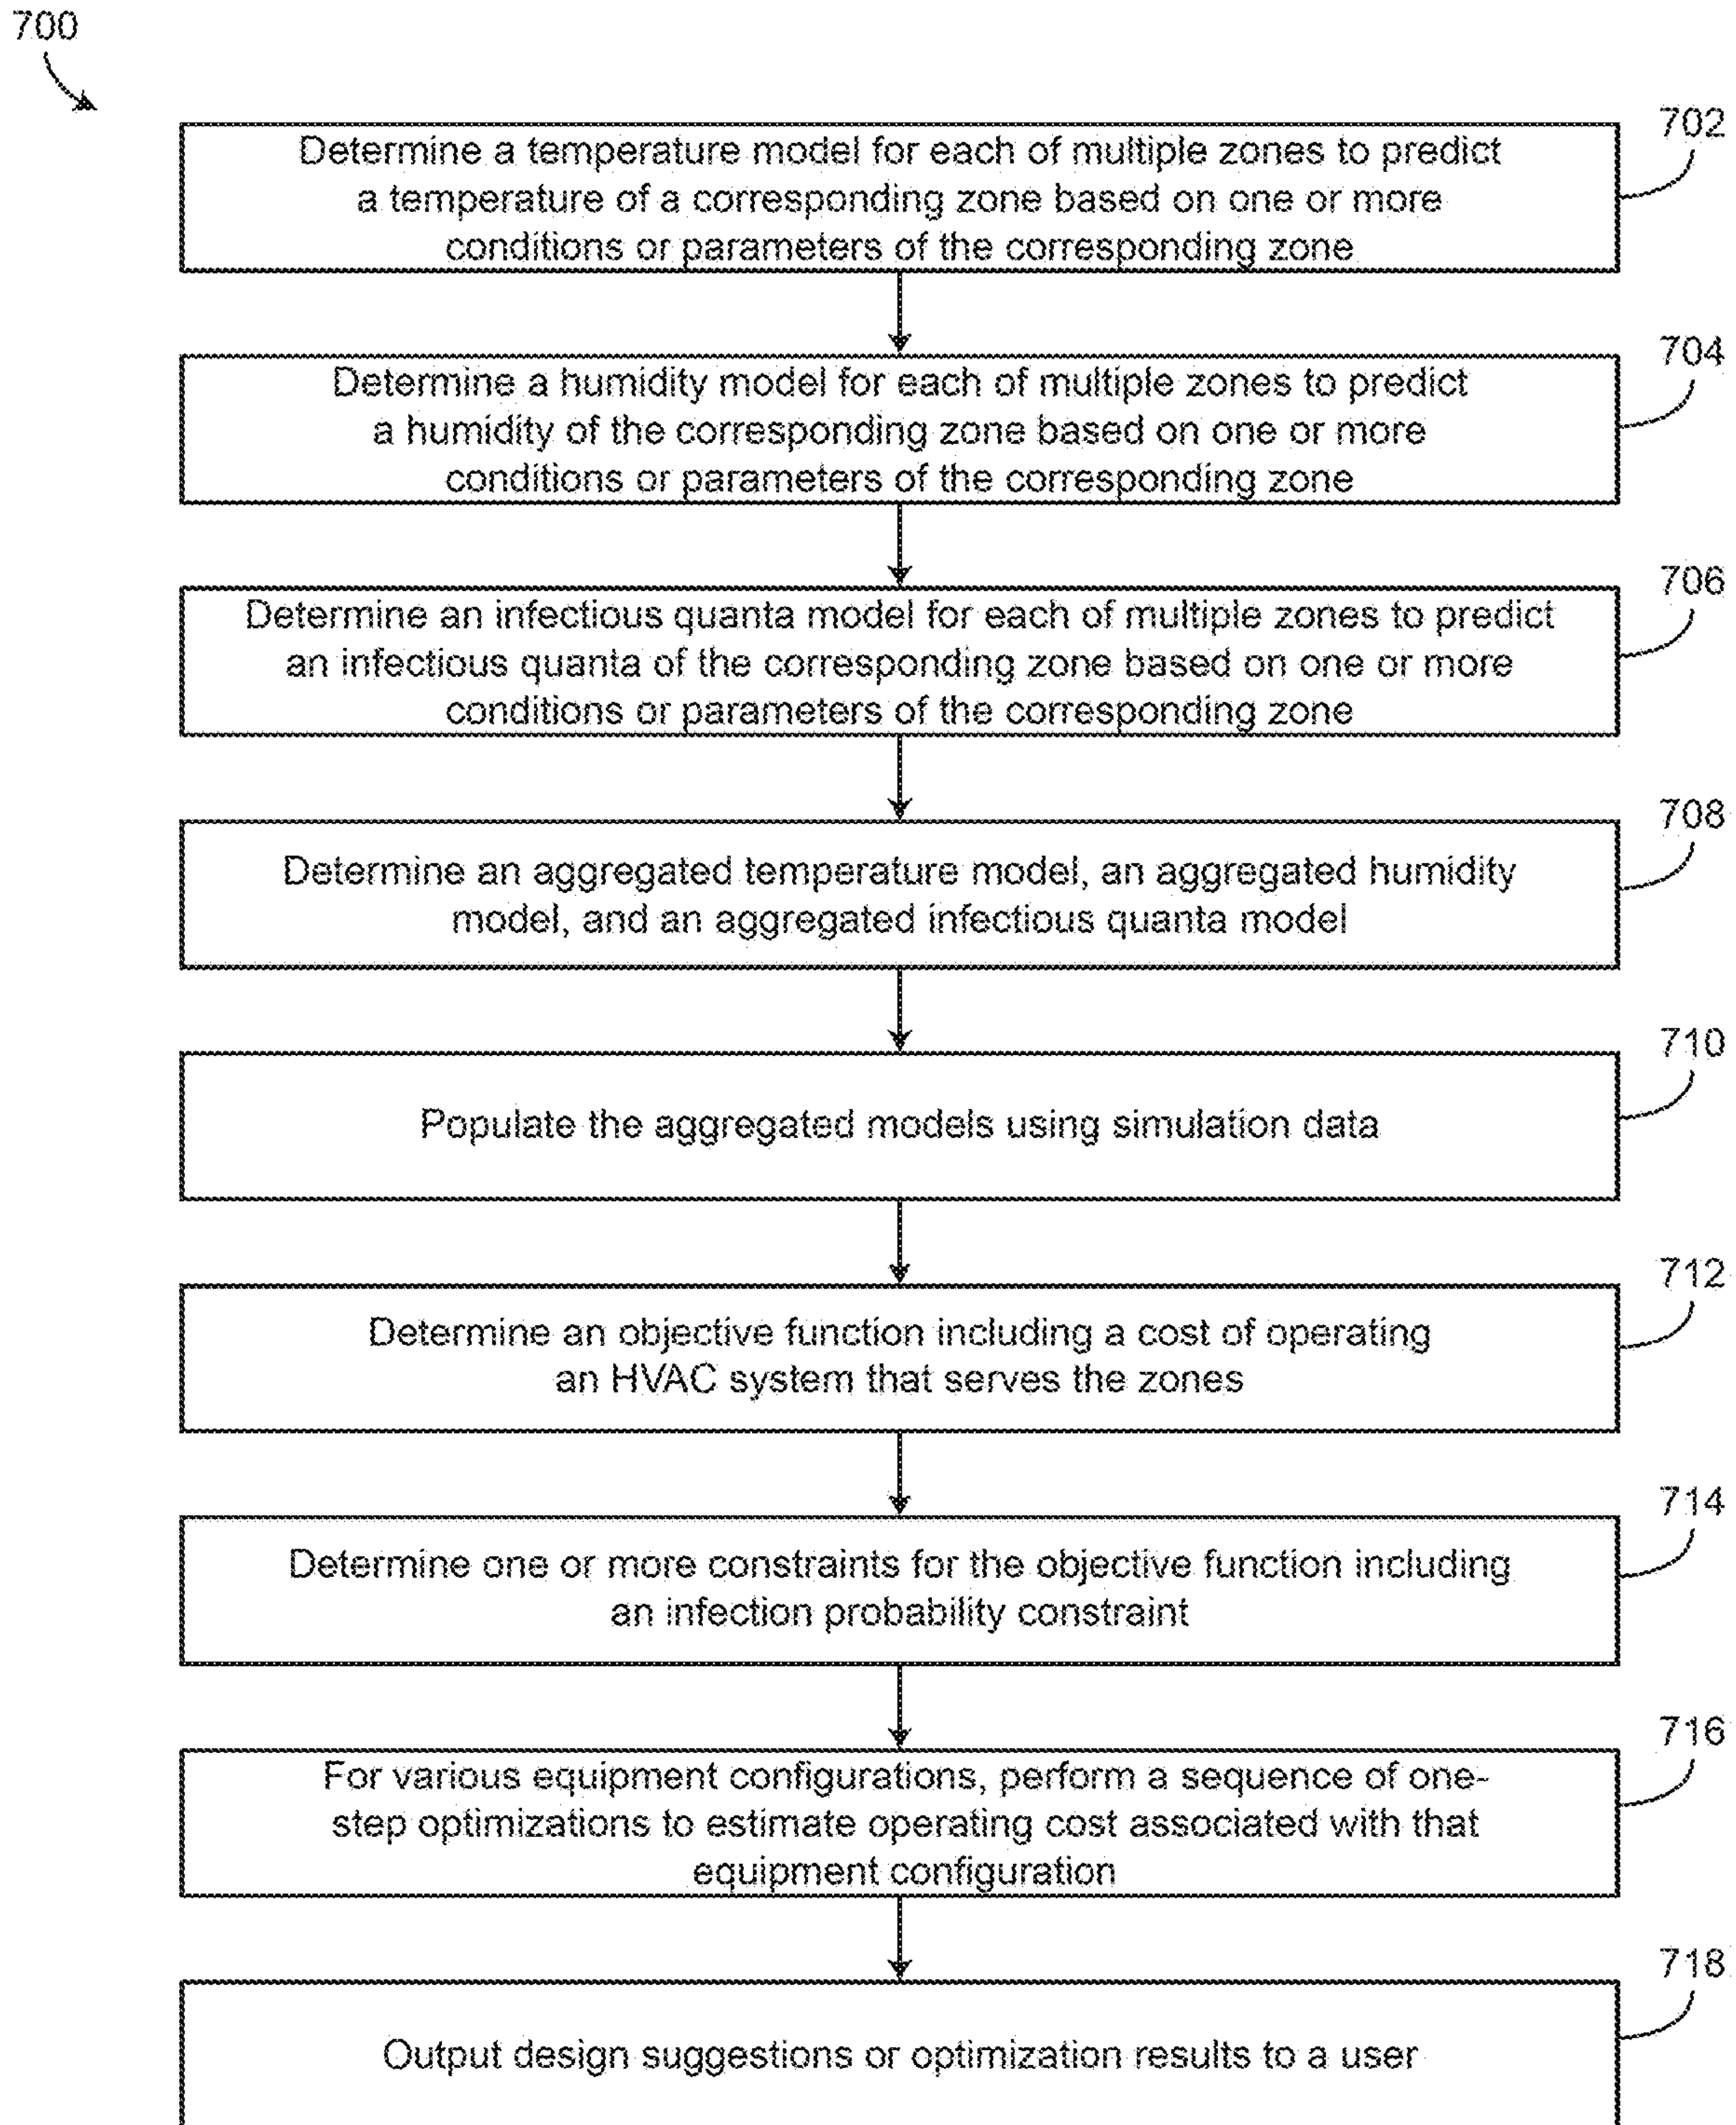 700
702
Determine a temperature model for each of multiple zones to predict
a temperature of a corresponding zone based on one or more
conditions or parameters of the corresponding zone
704
Determine a humidity model for each of multiple zones to predict
a humidity of the corresponding zone based on one or more
conditions or parameters of the corresponding zone
706
Determine an infectious quanta model for each of multiple zones to predict
an infectious quanta of the corresponding zone based on one or more
conditions or parameters of the corresponding zone
708
Determine an aggregated temperature model, an aggregated humidity
model, and an aggregated infectious quanta model
710
Populate the aggregated models using simulation data
712
Determine an objective function including a cost of operating
an HVAC system that serves the zones
714
Determine one or more constraints for the objective function including
an infection probability constraint
716
For various equipment configurations, perform a sequence of one-
step optimizations to estimate operating cost associated with that
equipment configuration
718
Output design suggestions or optimization results to a user